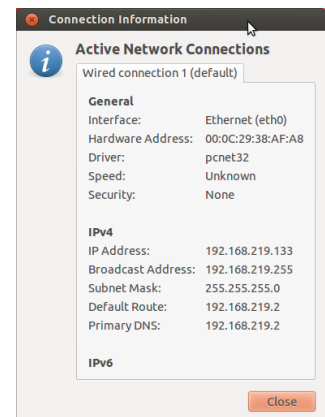 Connection Information
Active Network Connections
Wired connection 1 (default)
General
Interface: Ethernet (eth0)
Hardware Address: 00:0C:29:38:AF:A8
Driver: pcnet32
Speed: Unknown
Security: None
IPv4
IP Address: 192.168.219.133
Broadcast Address: 192.168.219.255
Subnet Mask: 255.255.255.0
Default Route: 192.168.219.2
Primary DNS: 192.168.219.2
IPv6
Close